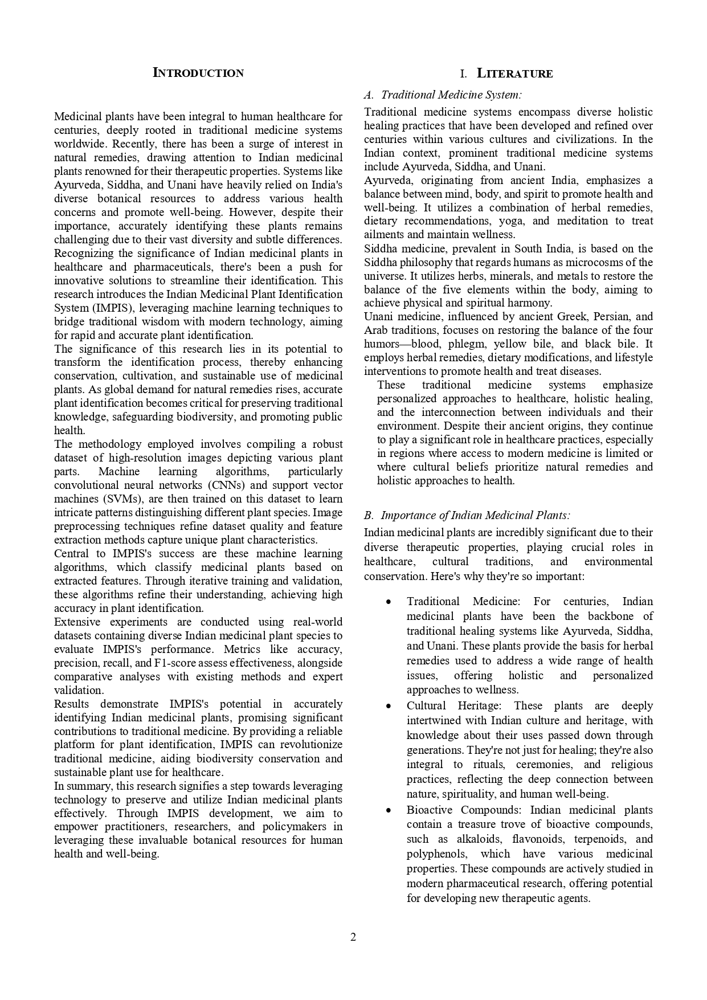 INTRODUCTION
Medicinal plants have been integral to human healthcare for
centuries, deeply rooted in traditional medicine systems
worldwide. Recently, there has been a surge of interest in
natural remedies, drawing attention to Indian medicinal
plants renowned for their therapeutic properties. Systems like
Ayurveda, Siddha, and Unani have heavily relied on India's
diverse botanical resources to address various health
concerns and promote well-being. However, despite their
importance, accurately identifying these plants remains
challenging due to their vast diversity and subtle differences.
Recognizing the significance of Indian medicinal plants in
healthcare and pharmaceuticals, there's been a push for
innovative solutions to streamline their identification. This
research introduces the Indian Medicinal Plant Identification
System (IMPIS), leveraging machine learning techniques to
bridge traditional wisdom with modern technology, aiming
for rapid and accurate plant identification.
The significance of this research lies in its potential to
transform the identification process, thereby enhancing
conservation, cultivation, and sustainable use of medicinal
plants. As global demand for natural remedies rises, accurate
plant identification becomes critical for preserving traditional
knowledge, safeguarding biodiversity, and promoting public
health.
The methodology employed involves compiling a robust
dataset of high-resolution images depicting various plant
parts. Machine learning algorithms, particularly
convolutional neural networks (CNNs) and support vector
machines (SVMs), are then trained on this dataset to learn
intricate patterns distinguishing different plant species. Image
preprocessing techniques refine dataset quality and feature
extraction methods capture unique plant characteristics.
Central to IMPIS's success are these machine learning
algorithms, which classify medicinal plants based on
extracted features. Through iterative training and validation,
these algorithms refine their understanding, achieving high
accuracy in plant identification.
Extensive experiments are conducted using real-world
datasets containing diverse Indian medicinal plant species to
evaluate IMPIS's performance. Metrics like accuracy,
precision, recall, and F1-score assess effectiveness, alongside
comparative analyses with existing methods and expert
validation.
Results demonstrate IMPIS's potential in accurately
identifying Indian medicinal plants, promising significant
contributions to traditional medicine. By providing a reliable
platform for plant identification, IMPIS can revolutionize
traditional medicine, aiding biodiversity conservation and
sustainable plant use for healthcare.
In summary, this research signifies a step towards leveraging
technology to preserve and utilize Indian medicinal plants
effectively. Through IMPIS development, we aim to
empower practitioners, researchers, and policymakers in
leveraging these invaluable botanical resources for human
health and well-being.
I. LITERATURE
A. Traditional Medicine System:
Traditional medicine systems encompass diverse holistic
healing practices that have been developed and refined over
centuries within various cultures and civilizations. In the
Indian context, prominent traditional medicine systems
include Ayurveda, Siddha, and Unani.
Ayurveda, originating from ancient India, emphasizes a
balance between mind, body, and spirit to promote health and
well-being. It utilizes a combination of herbal remedies,
dietary recommendations, yoga, and meditation to treat
ailments and maintain wellness.
Siddha medicine, prevalent in South India, is based on the
Siddha philosophy that regards humans as microcosms of the
universe. It utilizes herbs, minerals, and metals to restore the
balance of the five elements within the body, aiming to
achieve physical and spiritual harmony.
Unani medicine, influenced by ancient Greek, Persian, and
Arab traditions, focuses on restoring the balance of the four
humors—blood, phlegm, yellow bile, and black bile. It
employs herbal remedies, dietary modifications, and lifestyle
interventions to promote health and treat diseases.
These traditional medicine systems emphasize
personalized approaches to healthcare, holistic healing,
and the interconnection between individuals and their
environment. Despite their ancient origins, they continue
to play a significant role in healthcare practices, especially
in regions where access to modern medicine is limited or
where cultural beliefs prioritize natural remedies and
holistic approaches to health.
B. Importance of Indian Medicinal Plants:
Indian medicinal plants are incredibly significant due to their
diverse therapeutic properties, playing crucial roles in
healthcare, cultural traditions, and environmental
conservation. Here's why they're so important:
• Traditional Medicine: For centuries, Indian
medicinal plants have been the backbone of
traditional healing systems like Ayurveda, Siddha,
and Unani. These plants provide the basis for herbal
remedies used to address a wide range of health
issues, offering holistic and personalized
approaches to wellness.
• Cultural Heritage: These plants are deeply
intertwined with Indian culture and heritage, with
knowledge about their uses passed down through
generations. They're not just for healing; they're also
integral to rituals, ceremonies, and religious
practices, reflecting the deep connection between
nature, spirituality, and human well-being.
• Bioactive Compounds: Indian medicinal plants
contain a treasure trove of bioactive compounds,
such as alkaloids, flavonoids, terpenoids, and
polyphenols, which have various medicinal
properties. These compounds are actively studied in
modern pharmaceutical research, offering potential
for developing new therapeutic agents.
2